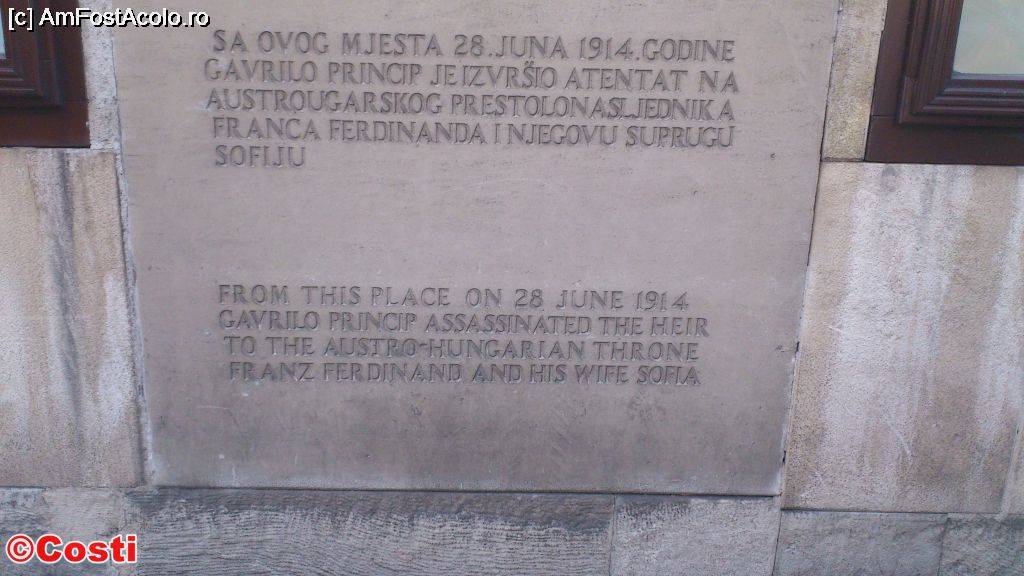 [c] AmFostAcolo.ro
SA OVOG MJESTA 28. JUNA 1914. GODINE
GAVRILO PRINCIP JE IZVRŠIO ATENTAT NA
AUSTROUGARSKOG PRESTOLONASLJEDNIKA
FRANCA FERDINANDA I NJEGOVU SUPRUGU
SOFIJU
FROM THIS PLACE ON 28 JUNE 1914
GAVRILO PRINCIP ASSASSINATED THE HEIR
TO THE AUSTRO-HUNGARIAN THRONE
FRANZ FERDINAND AND HIS WIFE SOFIA
©Costi